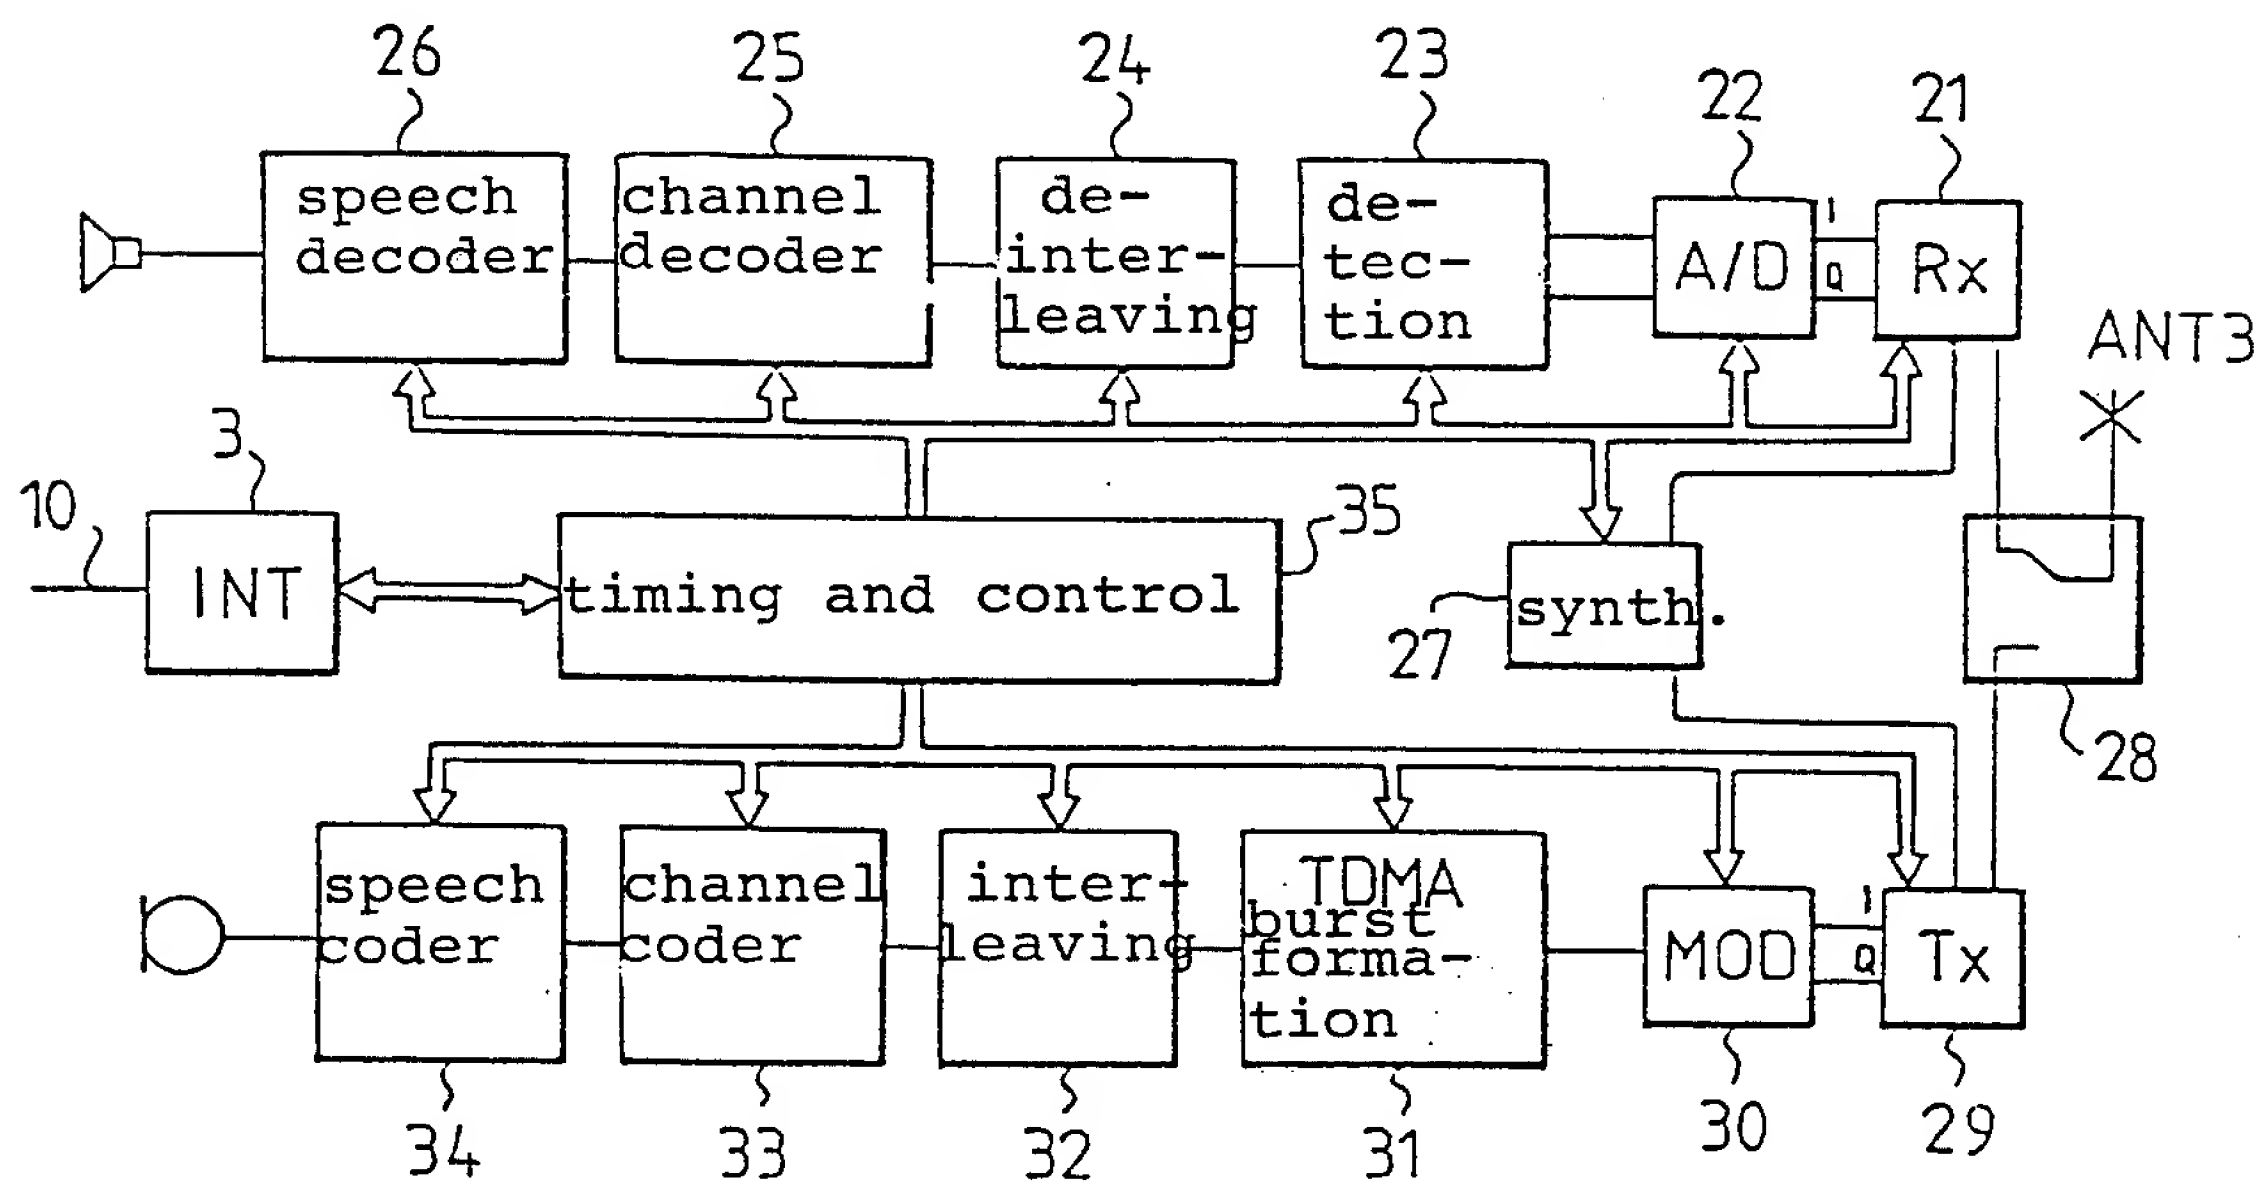 26
25
24
23
22
21
speech
decoder
channel
decoder
de-
inter-
leaving
de-
tec-
tion
A/D
I
Q
Rx
ANT3
3
10
INT
timing and control
35
synth.
27
28
speech
coder
channel
coder
inter-
leaving
TDMA
burst
forma-
tion
MOD
I
Q
Tx
34
33
32
31
30
29